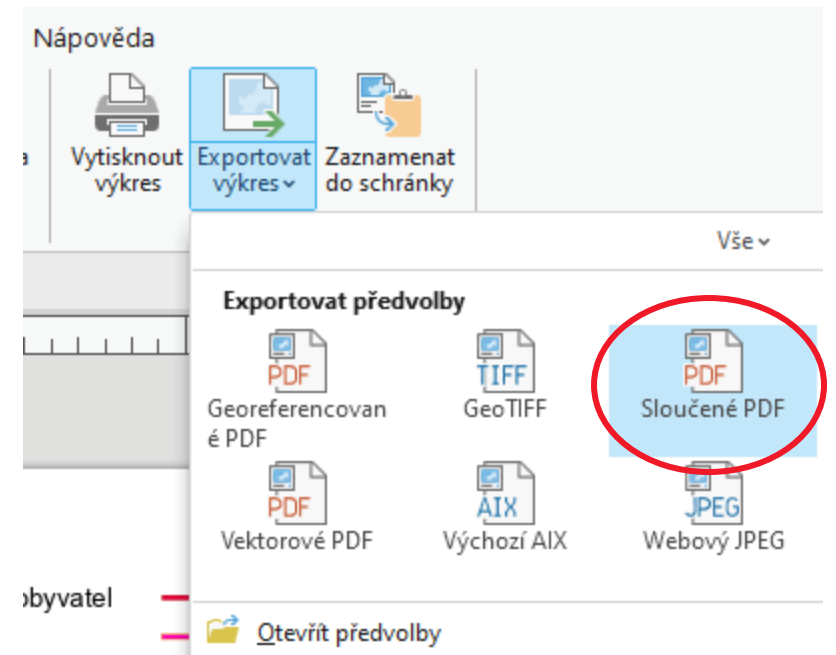 Nápověda
Vytisknout Exportovat Zaznamenat
výkres výkres do schránky
Vše
Exportovat předvolby
PDF TIFF PDF
Georeferencovan GeoTIFF Sloučené PDF
é PDF
PDF AIX JPEG
Vektorové PDF Výchozí AIX Webový JPEG
obyvatel
Otevřít předvolby